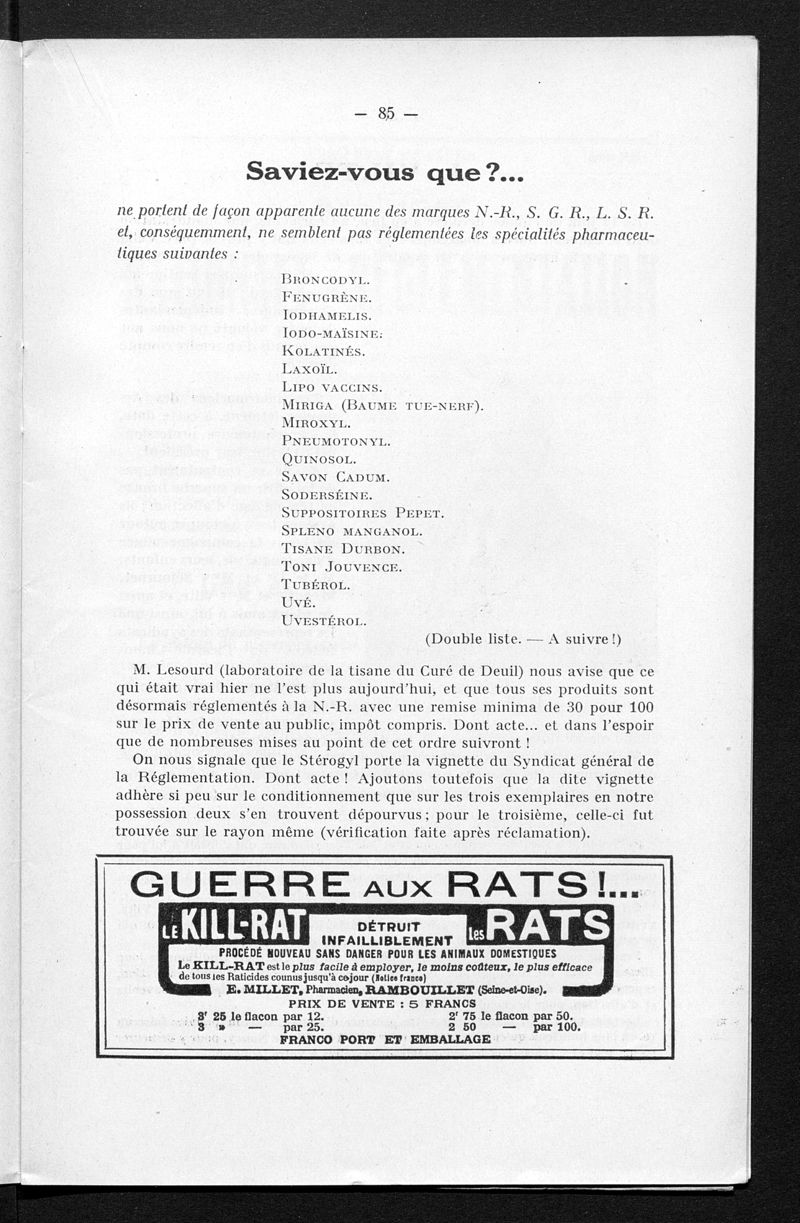 — 85 —
Saviez-vous que ?...
ne portent de façon apparente aucune des marques N.-R., S. G. R., L. S. R.
et, conséquemment, ne semblent pas réglementées les spécialités pharmaceu-
tiques suivantes :
Broncodyl.
Fenugrène.
Iodhamelis.
Iodo-maïsine.
Kolatinés.
Laxoïl.
Lipo vaccins.
Miriga (Baume tue-nerf).
Miroxyl.
Pneumotonyl.
Quinosol.
Savon Cadum.
Soderséine.
Suppositoires Pepet.
Spleno manganol.
Tisane Durbon.
Toni Jouvence.
Tubérol.
Uvé.
Uvestérol.
(Double liste. — A suivre !)
M. Lesourd (laboratoire de la tisane du Curé de Deuil) nous avise que ce
qui était vrai hier ne l'est plus aujourd'hui, et que tous ses produits sont
désormais réglementés à la N.-R. avec une remise minima de 30 pour 100
sur le prix de vente au public, impôt compris. Dont acte... et dans l'espoir
que de nombreuses mises au point de cet ordre suivront !
On nous signale que le Stérogyl porte la vignette du Syndicat général de
la Réglementation. Dont acte ! Ajoutons toutefois que la dite vignette
adhère si peu sur le conditionnement que sur les trois exemplaires en notre
possession deux s'en trouvent dépourvus ; pour le troisième, celle-ci fut
trouvée sur le rayon même (vérification faite après réclamation).
GUERRE AUX RATS !...
LE KILL-RAT DÉTRUIT INFAILLIBLEMENT les RATS
PROCÉDÉ NOUVEAU SANS DANGER POUR LES ANIMAUX DOMESTIQUES
Le KILL-RAT est le plus facile à employer, le moins coûteux, le plus efficace
de tous les Raticides counus jusqu'à ce jour (Notice franco)
E. MILLET, Pharmacien, RAMBOUILLET (Seine-et-Oise).
PRIX DE VENTE : 5 FRANCS
3' 25 le flacon par 12. 2' 75 le flacon par 50.
3 » — par 25. 2 50 — par 100.
FRANCO PORT ET EMBALLAGE